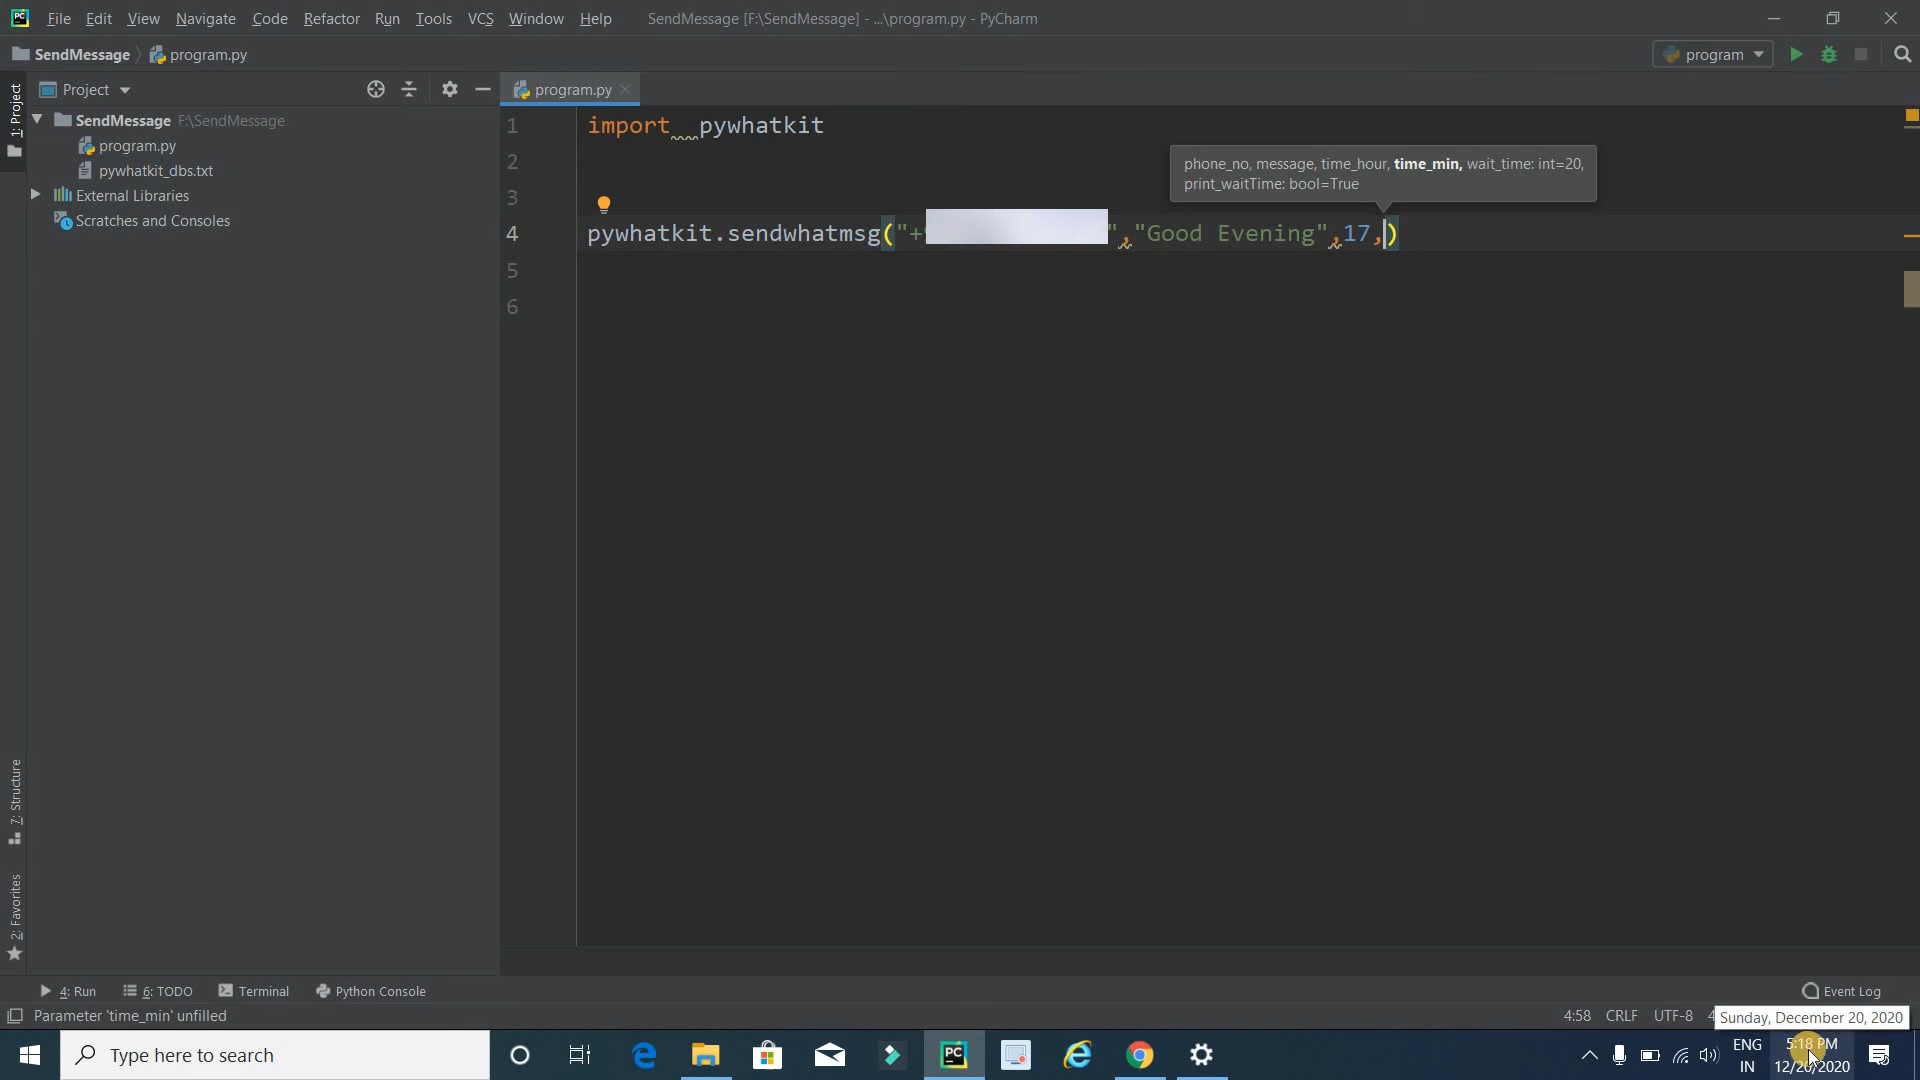 File Edit View Navigate Code Refactor Run Tools VCS Window Help SendMessage [F:\SendMessage] - ...\program.py - PyCharm
SendMessage program.py program
Project program.py
1: Project
SendMessage F:\SendMessage
program.py
pywhatkit_dbs.txt
External Libraries
Scratches and Consoles
1 import pywhatkit
2
phone_no, message, time_hour, time_min, wait_time: int=20,
print_waitTime: bool=True
3
4 pywhatkit.sendwhatmsg("+ ","Good Evening",17,)
5
6
7: Structure
2: Favorites
4: Run 6: TODO Terminal Python Console Event Log
Parameter 'time_min' unfilled 4:58 CRLF UTF-8
Sunday, December 20, 2020
Type here to search
ENG
IN
5:18 PM
12/20/2020